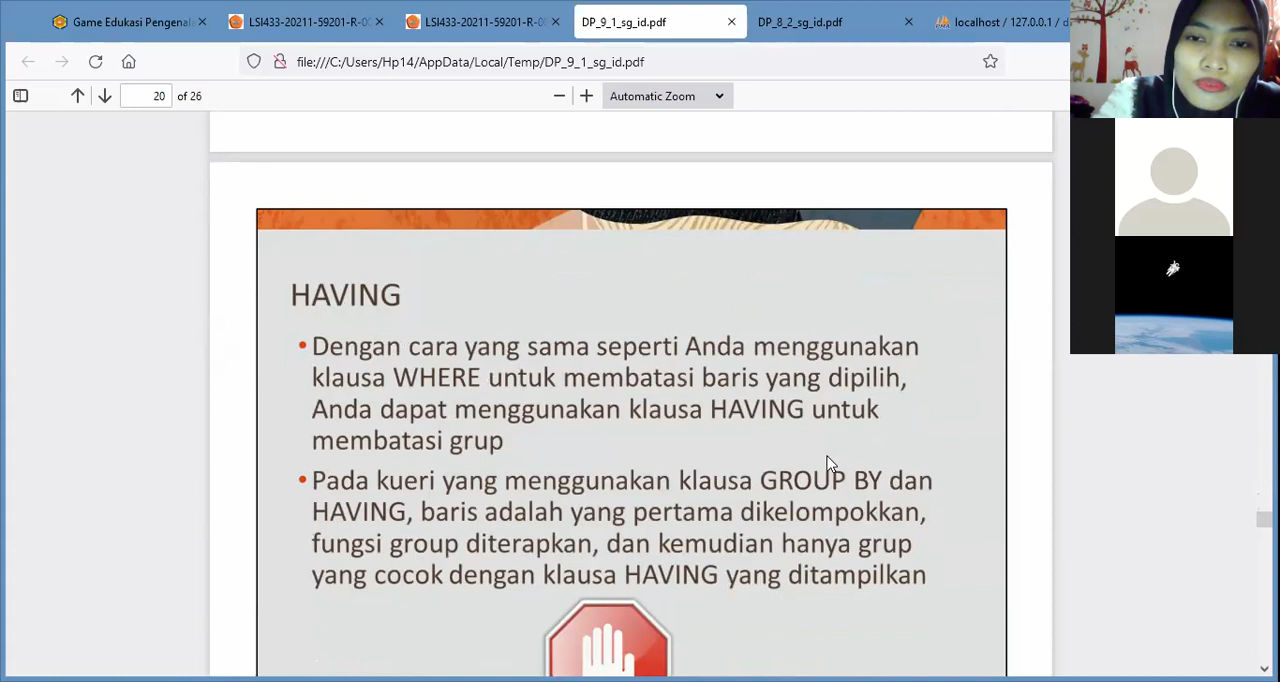 Game Edukasi Pengenala
LSI433-20211-59201-R-0
LSI433-20211-59201-R-0
DP_9_1_sg_id.pdf
DP_8_2_sg_id.pdf
localhost / 127.0.0.1 / d
file:///C:/Users/Hp14/AppData/Local/Temp/DP_9_1_sg_id.pdf
20 of 26
Automatic Zoom
HAVING
• Dengan cara yang sama seperti Anda menggunakan
klausa WHERE untuk membatasi baris yang dipilih,
Anda dapat menggunakan klausa HAVING untuk
membatasi grup
• Pada kueri yang menggunakan klausa GROUP BY dan
HAVING, baris adalah yang pertama dikelompokkan,
fungsi group diterapkan, dan kemudian hanya grup
yang cocok dengan klausa HAVING yang ditampilkan